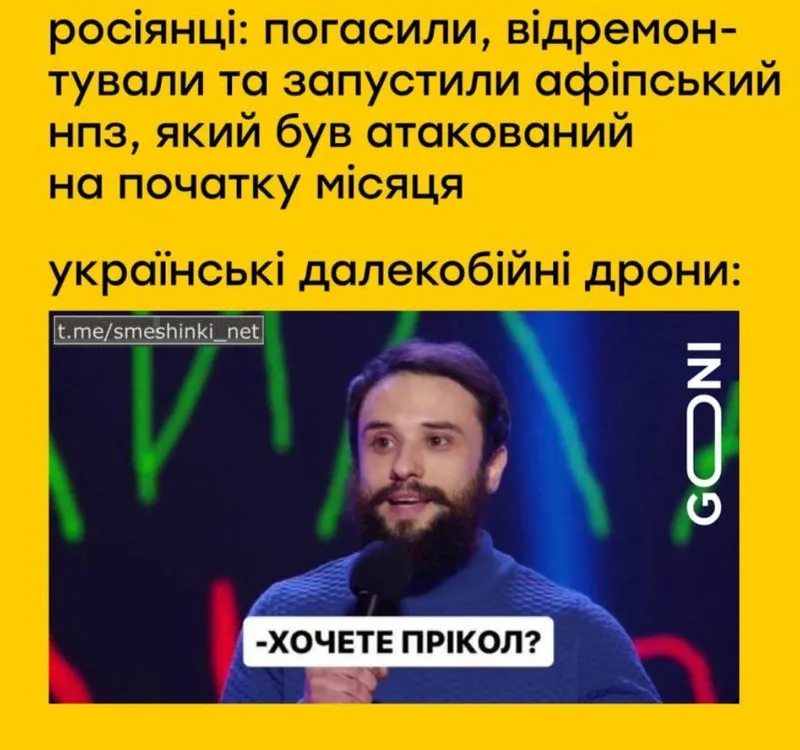 росіянці: погасили, відремон-
тували та запустили афіпський
нпз, який був атакований
на початку місяця
українські далекобійні дрони:
t.me/smeshinki_net
GONI
-ХОЧЕТЕ ПРІКОЛ?